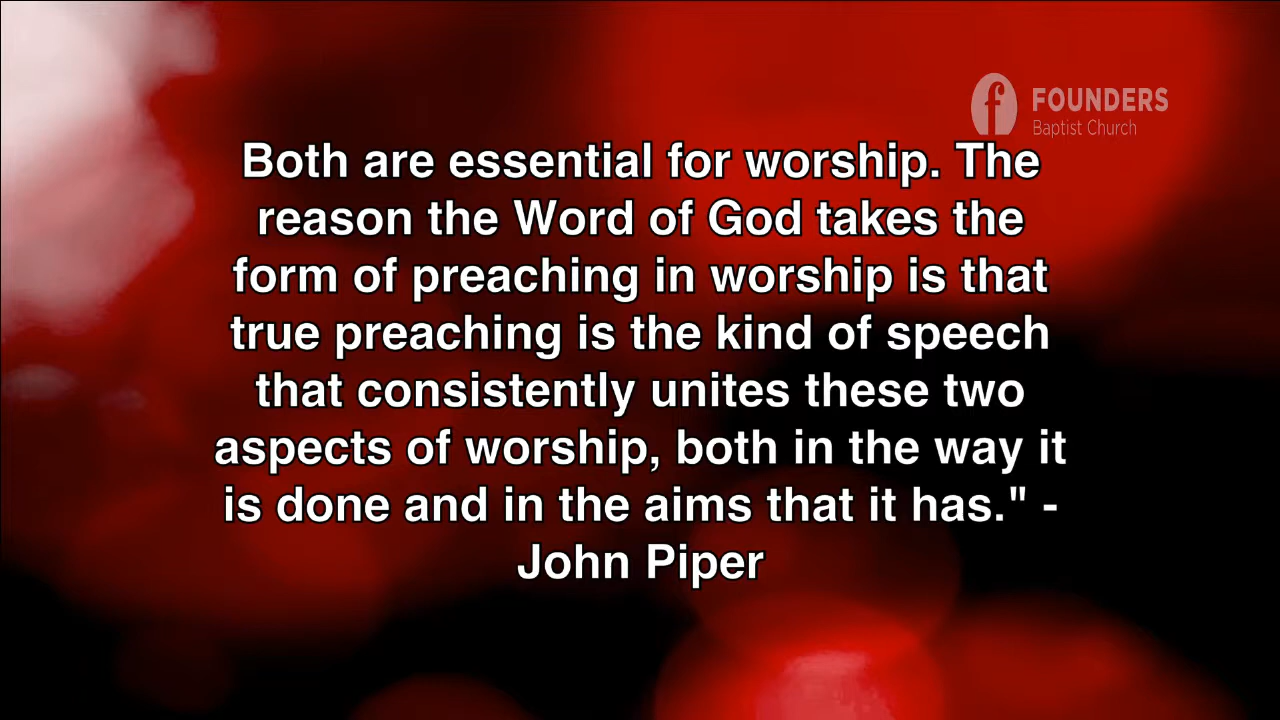 FOUNDERS
Baptist Church
Both are essential for worship. The
reason the Word of God takes the
form of preaching in worship is that
true preaching is the kind of speech
that consistently unites these two
aspects of worship, both in the way it
is done and in the aims that it has." -
John Piper